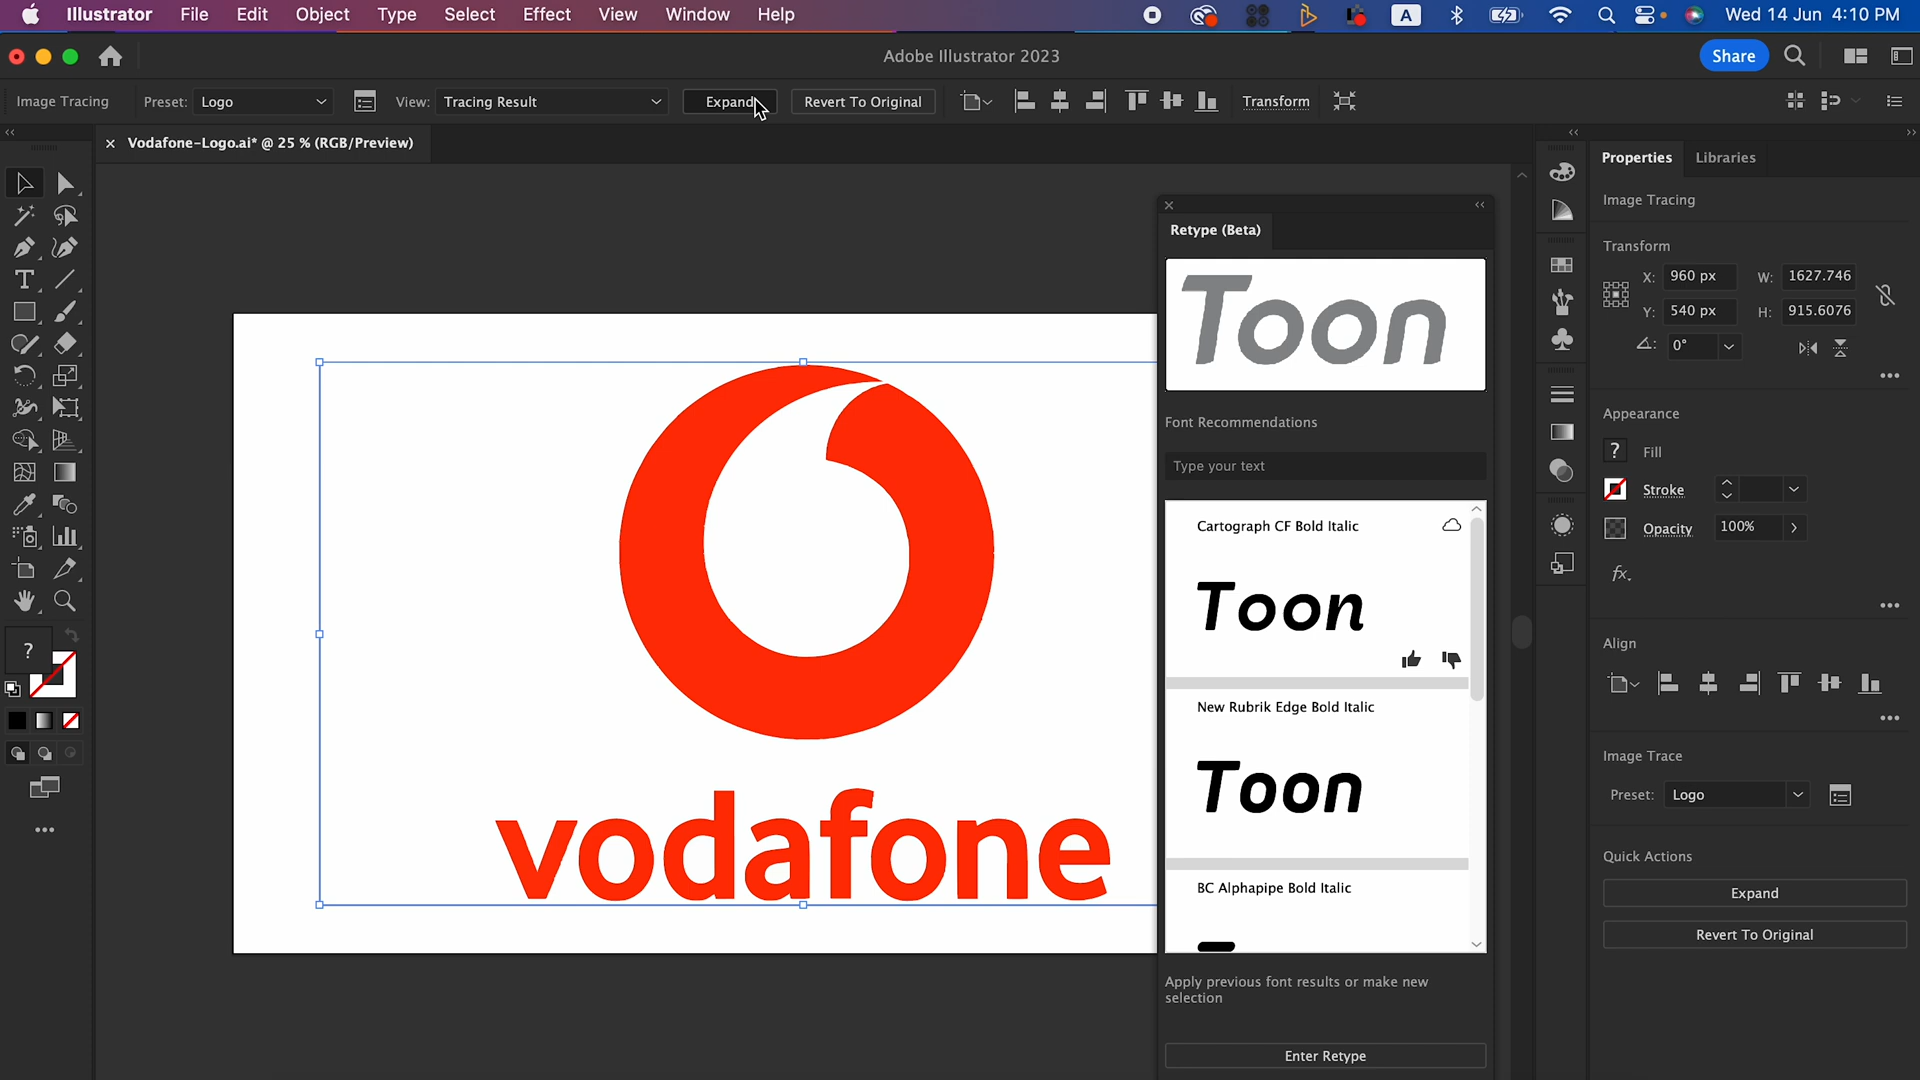 Illustrator File Edit Object Type Select Effect View Window Help A Wed 14 Jun 4:10 PM
Adobe Illustrator 2023
Share
Image Tracing Preset: Logo View: Tracing Result Expand Revert To Original Transform
Vodafone-Logo.ai* @ 25 % (RGB/Preview)
Properties Libraries
Image Tracing
Transform
X: 960 px W: 1627.746
Y: 540 px H: 915.6076
0°
Appearance
? Fill
Stroke
Opacity 100%
fx.
Align
Image Trace
Preset: Logo
Quick Actions
Expand
Revert To Original
Retype (Beta)
Toon
Font Recommendations
Type your text
Cartograph CF Bold Italic
Toon
New Rubrik Edge Bold Italic
Toon
BC Alphapipe Bold Italic
Apply previous font results or make new
selection
Enter Retype
vodafone
?